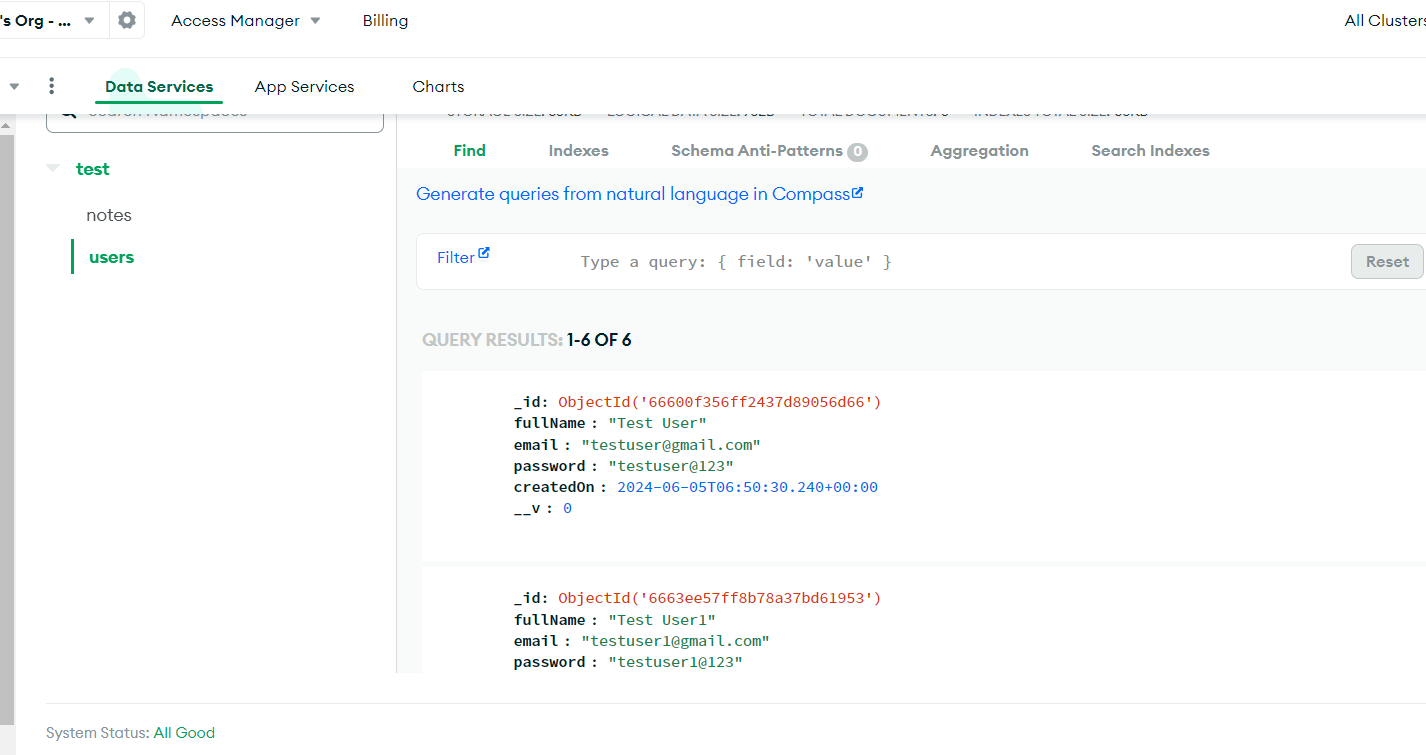 's Org - ... Access Manager Billing All Clusters
Data Services App Services Charts
Find Indexes Schema Anti-Patterns 0 Aggregation Search Indexes
Generate queries from natural language in Compass
Filter Type a query: { field: 'value' } Reset
test
notes
users
QUERY RESULTS: 1-6 OF 6
_id: ObjectId('66600f356ff2437d89056d66')
fullName : "Test User"
email : "testuser@gmail.com"
password : "testuser@123"
createdOn : 2024-06-05T06:50:30.240+00:00
__v : 0
_id: ObjectId('6663ee57ff8b78a37bd61953')
fullName : "Test User1"
email : "testuser1@gmail.com"
password : "testuser1@123"
System Status: All Good